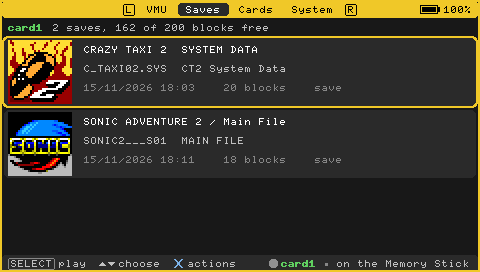 L VMU Saves Cards System R 100%
card1 2 saves, 162 of 200 blocks free
CRAZY TAXI 2 SYSTEM DATA
C_TAXI02.SYS CT2 System Data
15/11/2026 18:03 20 blocks save
2
SONIC ADVENTURE 2 / Main File
SONIC2___S01 MAIN FILE
15/11/2026 18:11 18 blocks save
SONIC
SELECT play ▲▼choose X actions card1 ▪ on the Memory Stick